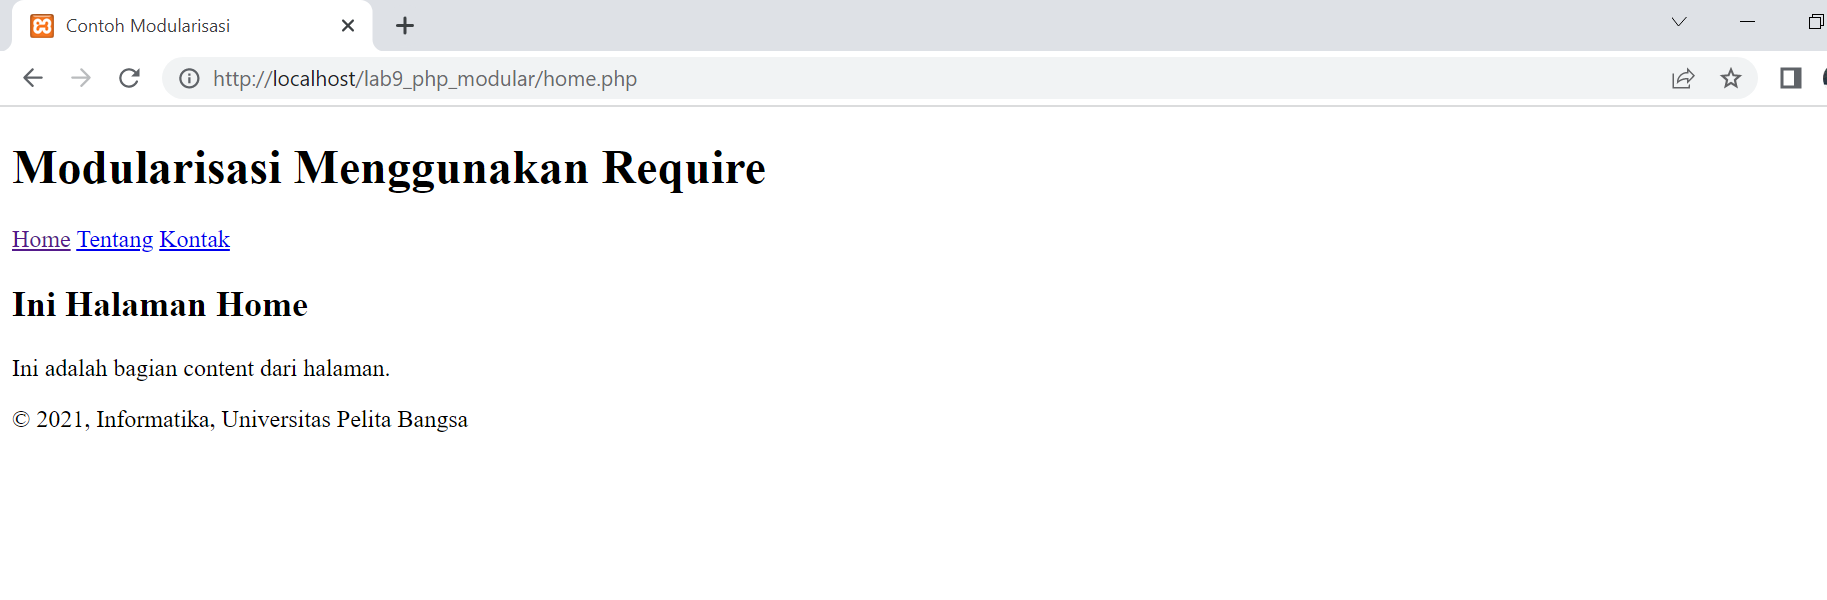 Contoh Modularisasi
http://localhost/lab9_php_modular/home.php
Modularisasi Menggunakan Require
Home Tentang Kontak
Ini Halaman Home
Ini adalah bagian content dari halaman.
© 2021, Informatika, Universitas Pelita Bangsa